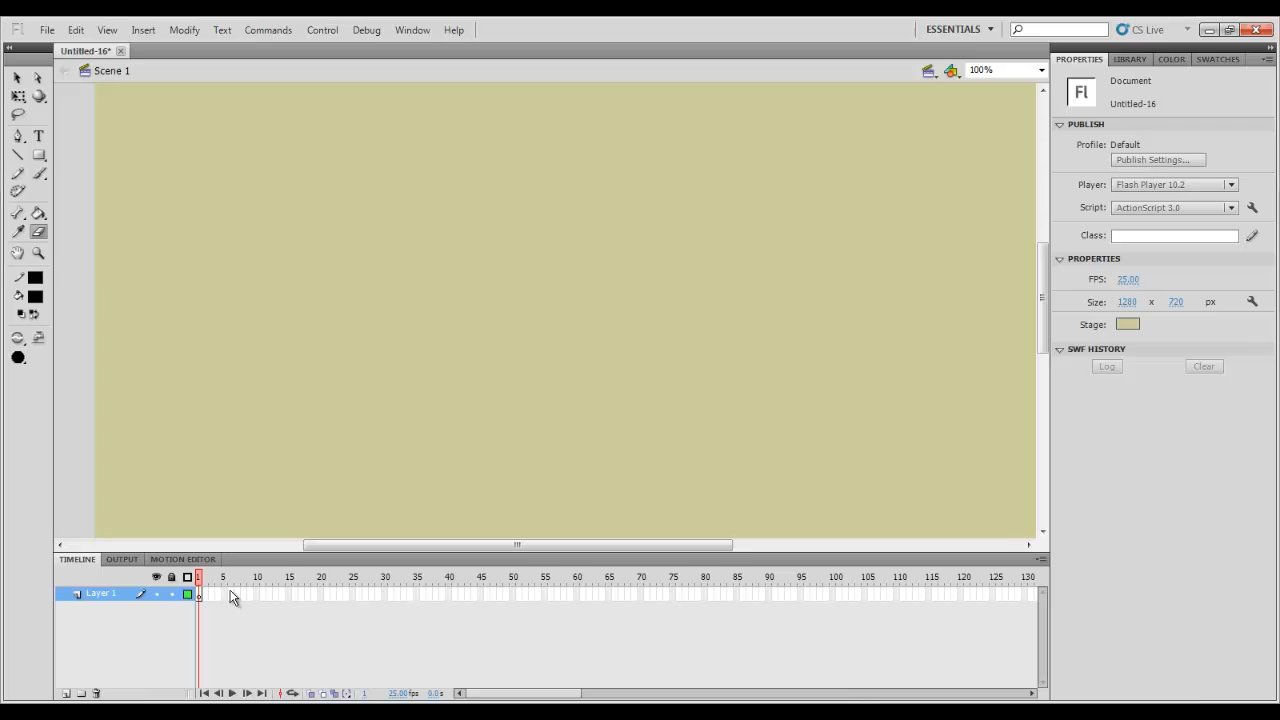 Fl File Edit View Insert Modify Text Commands Control Debug Window Help ESSENTIALS CS Live
Untitled-16*
Scene 1 100%
PROPERTIES LIBRARY COLOR SWATCHES
Fl
Document
Untitled-16
PUBLISH
Profile: Default
Publish Settings...
Player: Flash Player 10.2
Script: ActionScript 3.0
Class:
PROPERTIES
FPS: 25.00
Size: 1280 x 720 px
Stage:
SWF HISTORY
Log Clear
T
TIMELINE OUTPUT MOTION EDITOR
1 5 10 15 20 25 30 35 40 45 50 55 60 65 70 75 80 85 90 95 100 105 110 115 120 125 130
Layer 1
1 25.00 fps 0.0 s